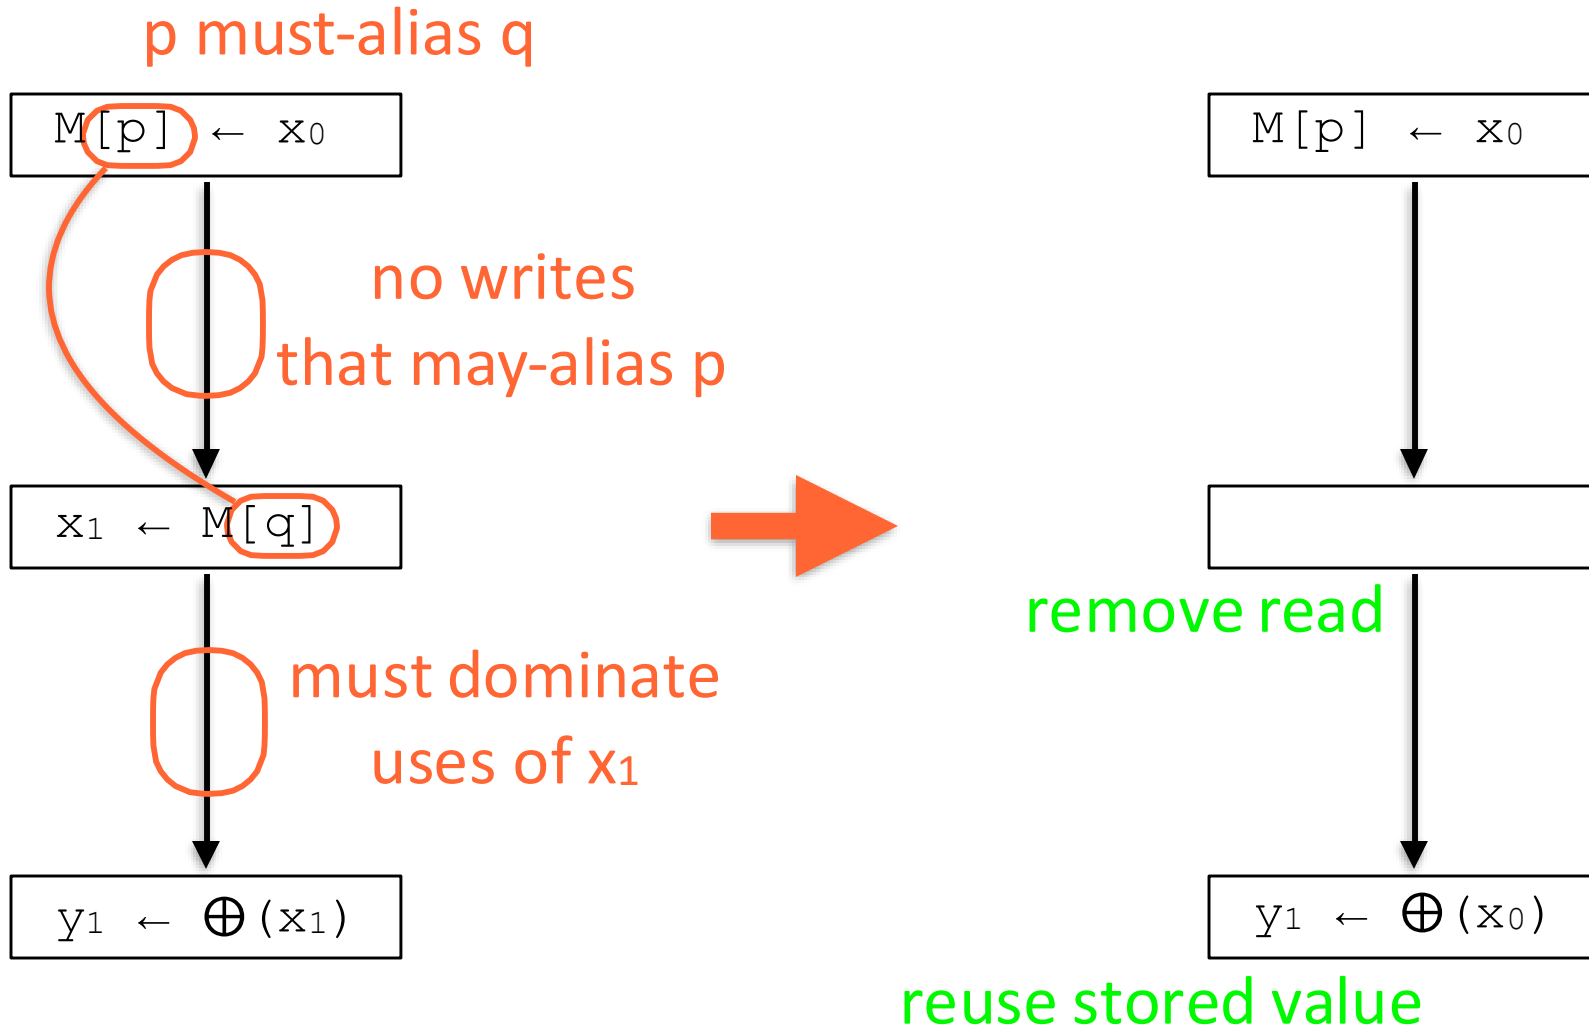 p must-alias q
M[p] ← x0
M[p] ← x0
no writes
that may-alias p
x1 ← M[q]
remove read
must dominate
uses of x1
y1 ← ⊕(x1)
y1 ← ⊕(x0)
reuse stored value